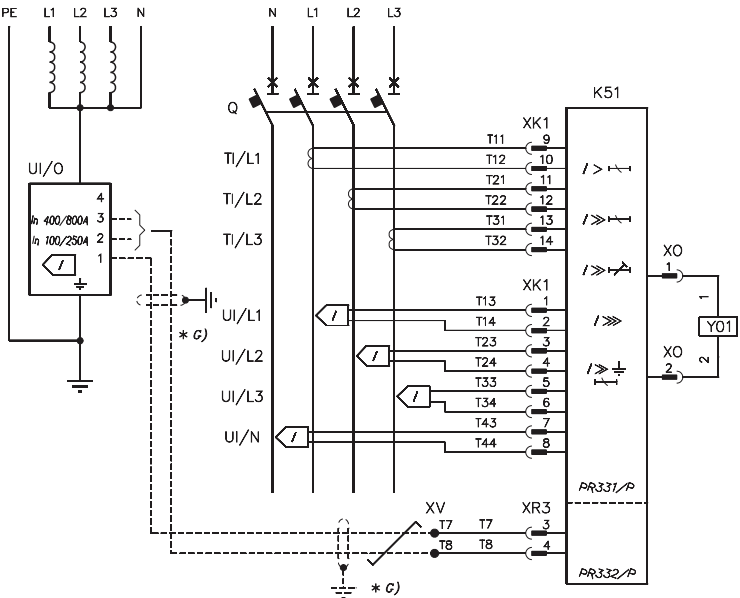 PE L1 L2 L3 N
N L1 L2 L3
Q
K51
XK1
T11 9
TI/L1 T12 10
T21 11
TI/L2 T22 12
T31 13
TI/L3 T32 14
UI/O
4
In 400/800A 3
In 100/250A 2
1
I
I >
I >>
I >>
I >>>
I >>
XO
1
1
Y01
2
XO
2
XK1
T13 1
UI/L1 I T14 2
T23 3
UI/L2 I T24 4
T33 5
UI/L3 I T34 6
T43 7
UI/N I T44 8
* G)
PR331/P
XV XR3
T7 T7 3
T8 T8 4
PR332/P
* G)